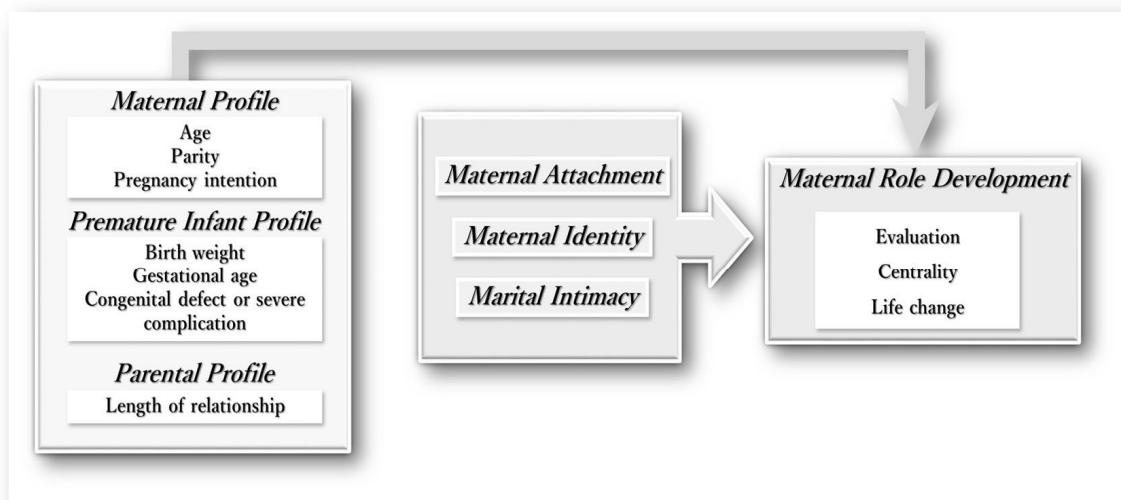 Maternal Profile
Age
Parity
Pregnancy intention
Premature Infant Profile
Birth weight
Gestational age
Congenital defect or severe
complication
Parental Profile
Length of relationship
Maternal Attachment
Maternal Identity
Marital Intimacy
Maternal Role Development
Evaluation
Centrality
Life change